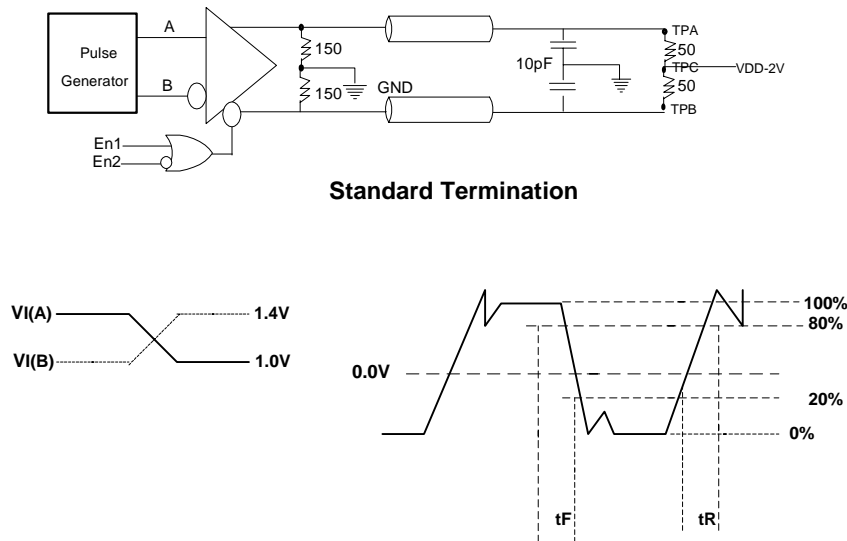 A
Pulse
Generator
B
En1
En2
150
150
GND
10pF
TPA
50
TPC
VDD-2V
50
TPB
Standard Termination
VI(A)
1.4V
VI(B)
1.0V
100%
80%
0.0V
20%
0%
tF
tR